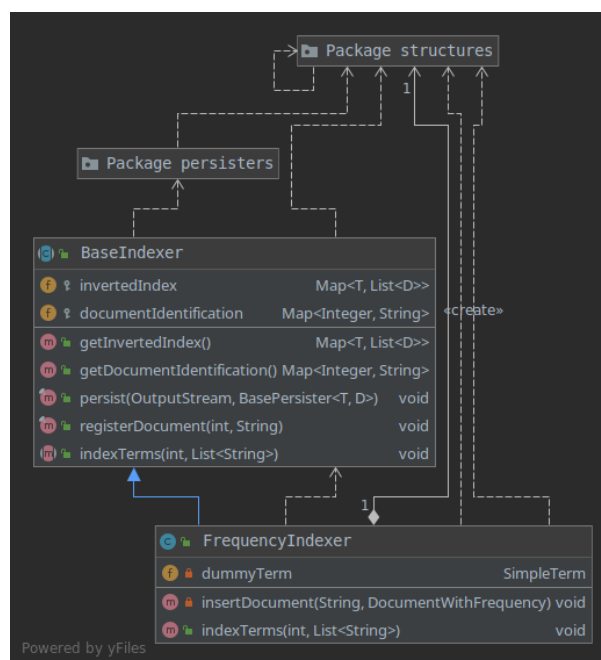 Package structures
1
Package persisters
BaseIndexer
invertedIndex Map<T, List<D>>
documentIdentification Map<Integer, String>
«create»
getInvertedIndex() Map<T, List<D>>
getDocumentIdentification() Map<Integer, String>
persist(OutputStream, BasePersister<T, D>) void
registerDocument(int, String) void
indexTerms(int, List<String>) void
1
FrequencyIndexer
dummyTerm SimpleTerm
insertDocument(String, DocumentWithFrequency) void
indexTerms(int, List<String>) void
Powered by yFiles